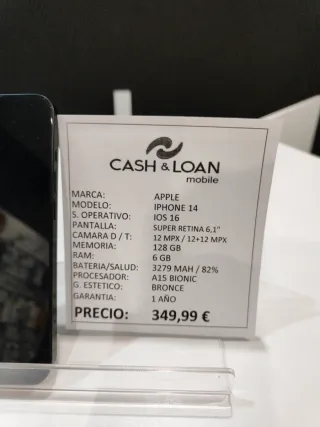 CASH & LOAN
mobile
MARCA: APPLE
MODELO: IPHONE 14
S. OPERATIVO: IOS 16
PANTALLA: SUPER RETINA 6,1"
CAMARA D / T: 12 MPX / 12+12 MPX
MEMORIA: 128 GB
RAM: 6 GB
BATERIA/SALUD: 3279 MAH / 82%
PROCESADOR: A15 BIONIC
G. ESTETICO: BRONCE
GARANTIA: 1 AÑO
PRECIO: 349,99 €